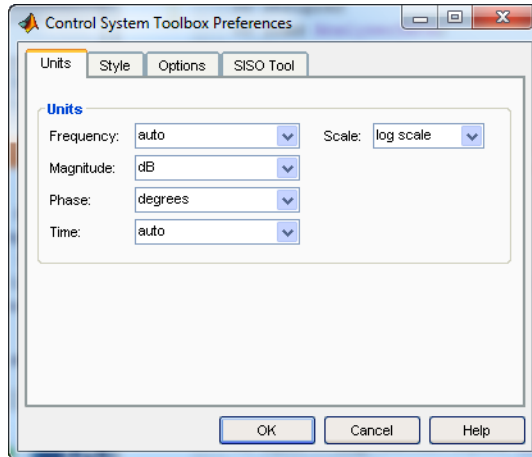 Control System Toolbox Preferences
Units Style Options SISO Tool
Units
Frequency: auto Scale: log scale
Magnitude: dB
Phase: degrees
Time: auto
OK Cancel Help